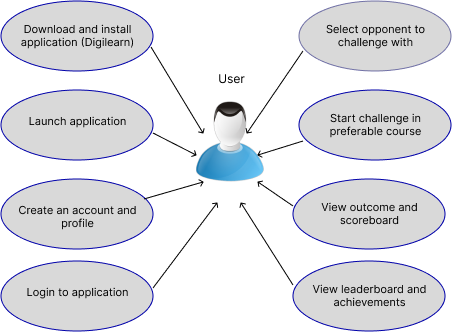 Download and install
application (Digilearn)
Launch application
Create an account and
profile
Login to application
User
Select opponent to
challenge with
Start challenge in
preferable course
View outcome and
scoreboard
View leaderboard and
achievements